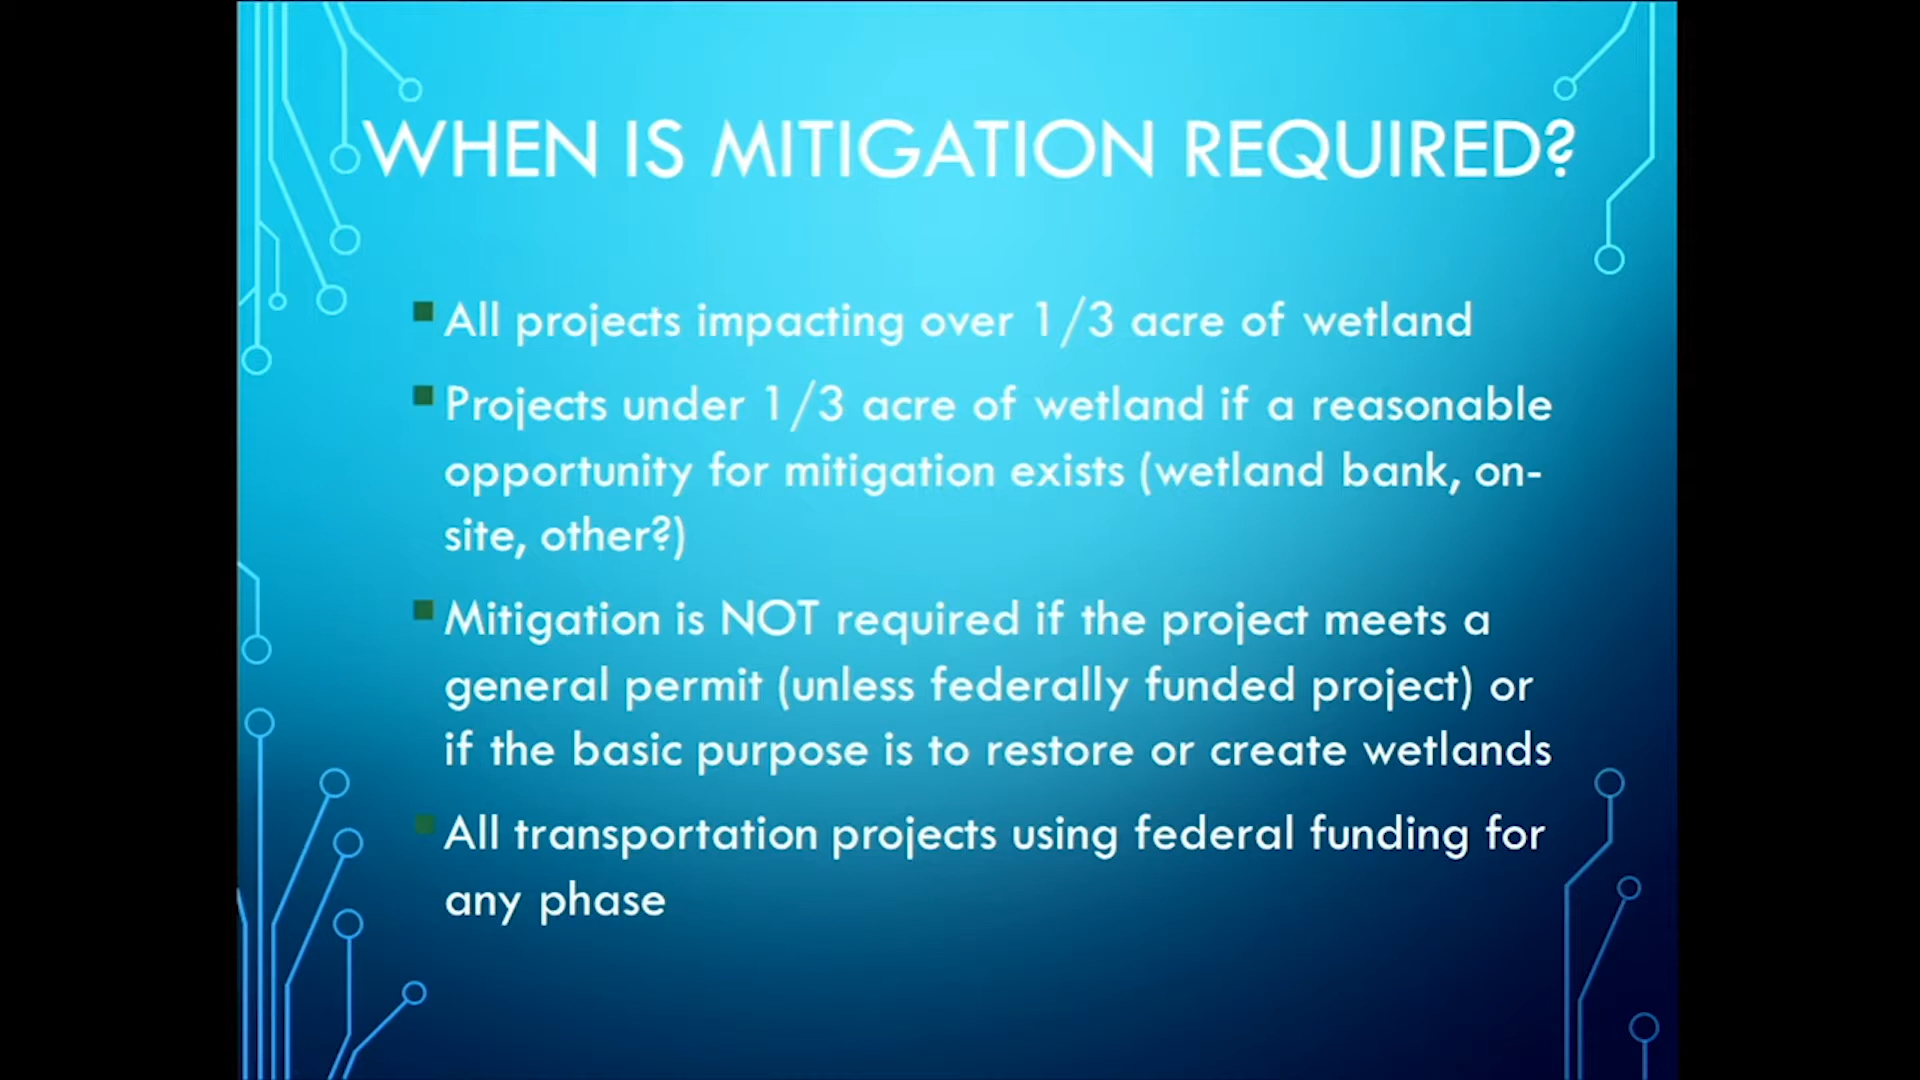 WHEN IS MITIGATION REQUIRED?
All projects impacting over 1/3 acre of wetland
Projects under 1/3 acre of wetland if a reasonable
opportunity for mitigation exists (wetland bank, on-
site, other?)
Mitigation is NOT required if the project meets a
general permit (unless federally funded project) or
if the basic purpose is to restore or create wetlands
All transportation projects using federal funding for
any phase